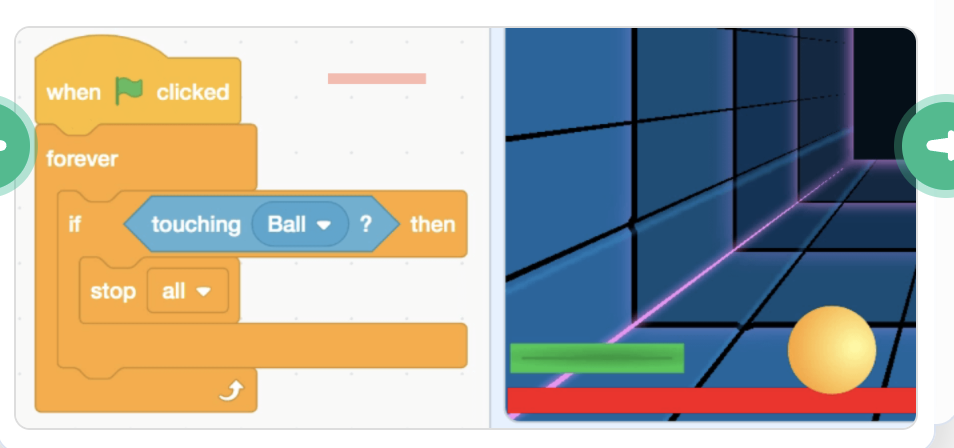 when clicked
forever
if touching Ball ? then
stop all